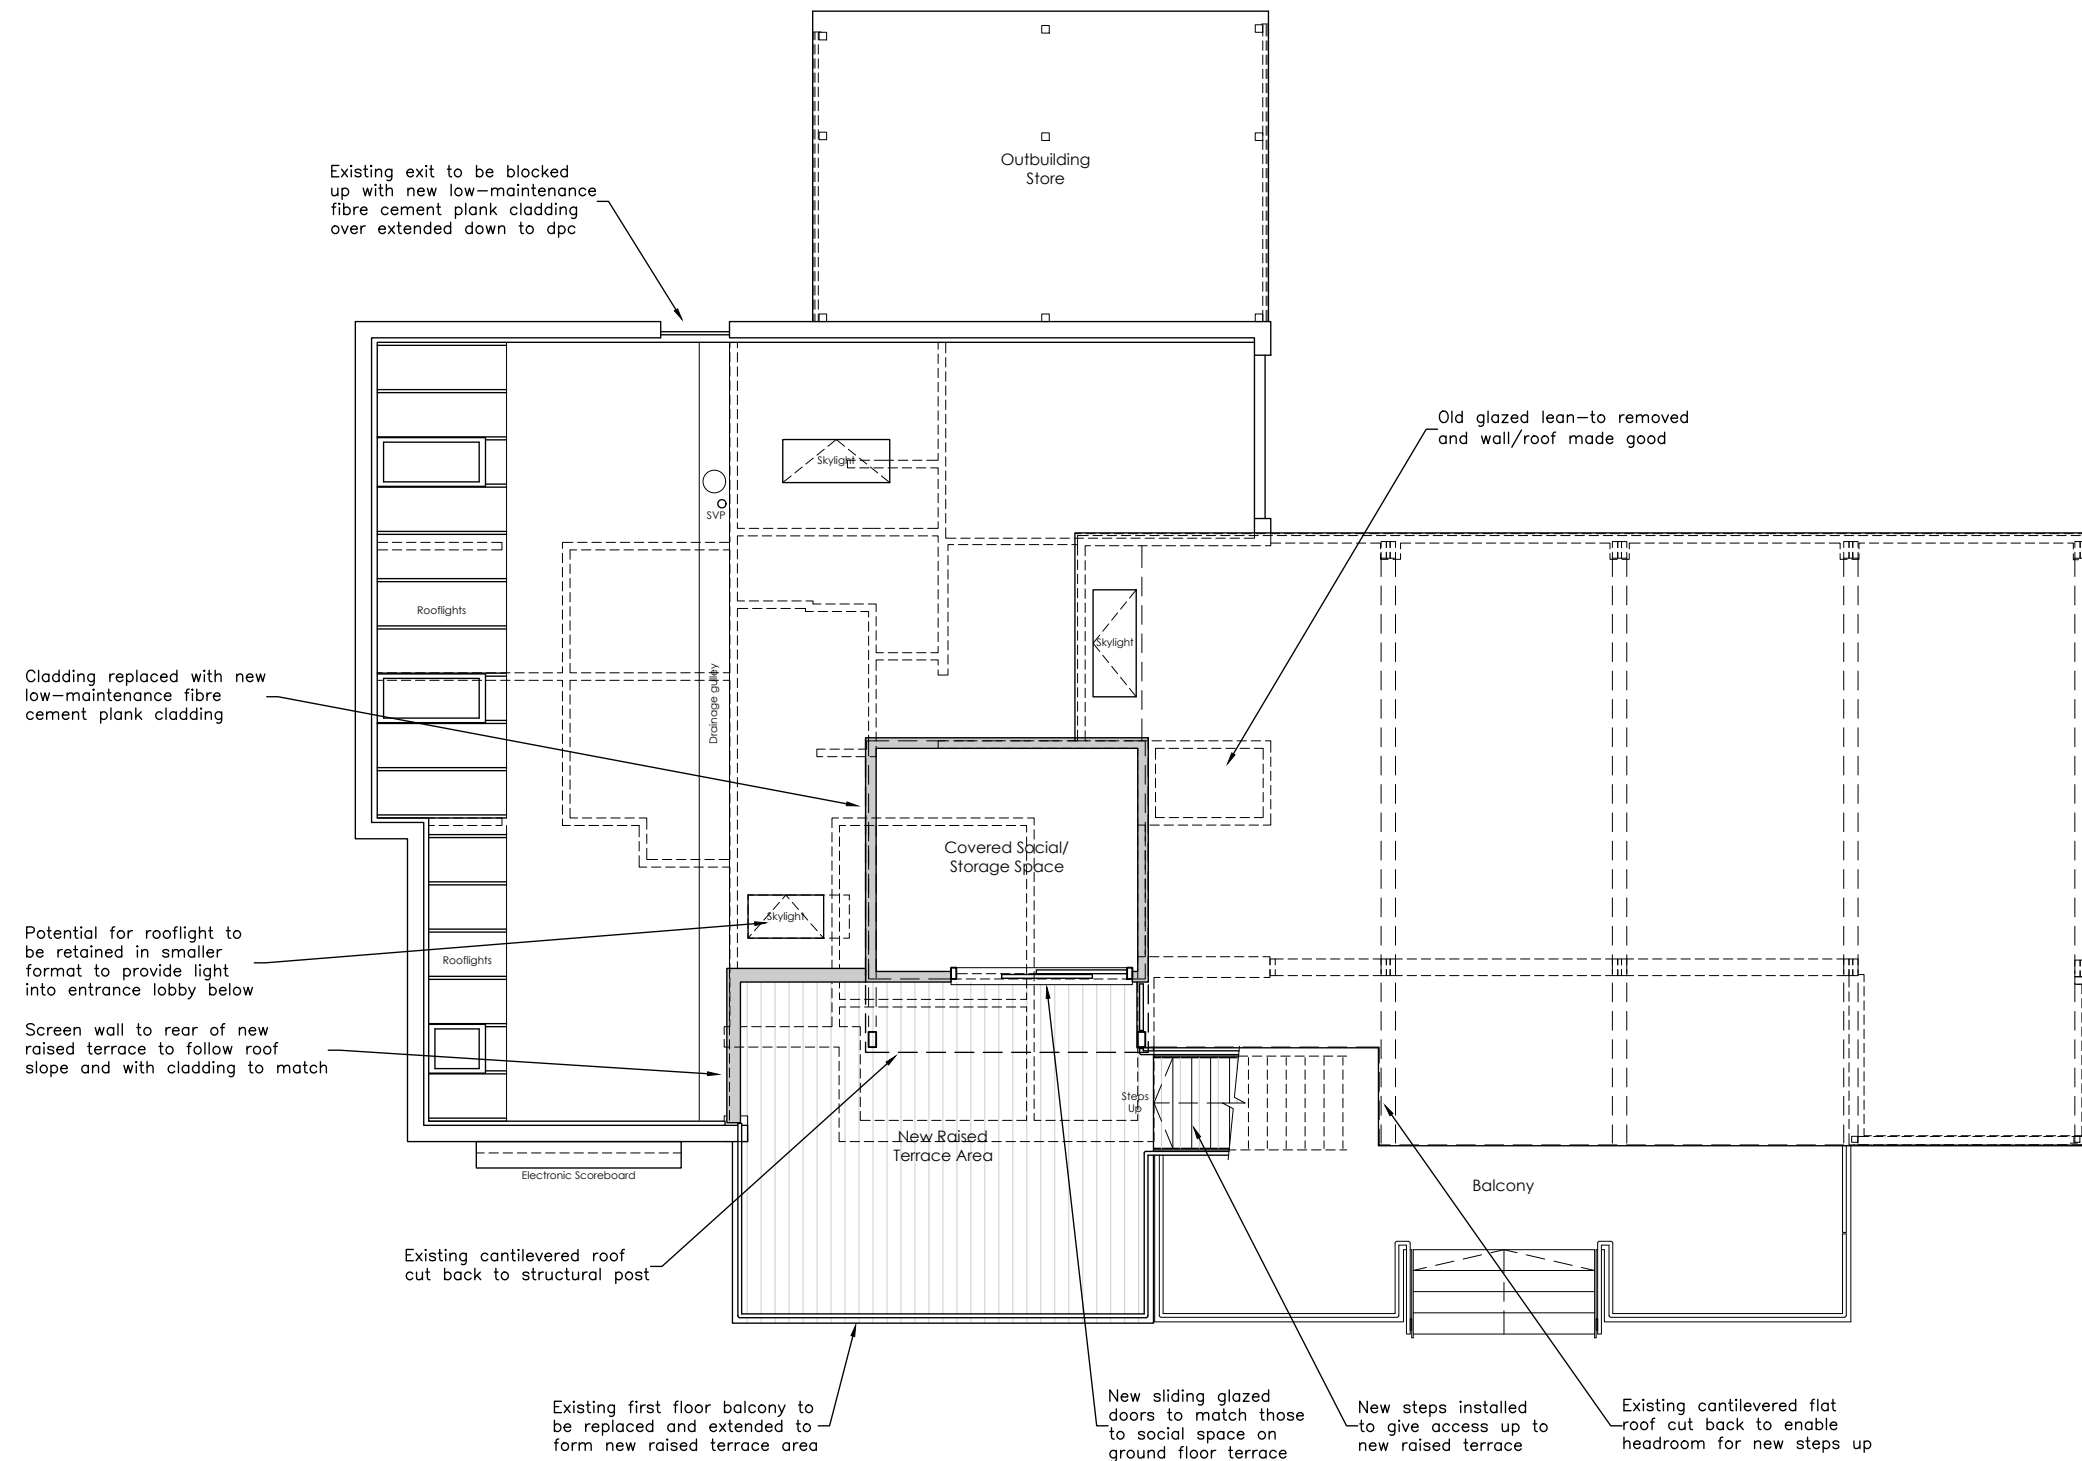 Outbuilding
Store
Existing exit to be blocked
up with new low-maintenance
fibre cement plank cladding
over extended down to dpc
Old glazed lean-to removed
and wall/roof made good
Skylight
SVP
Rooflights
Skylight
Drainage gulley
Cladding replaced with new
low-maintenance fibre
cement plank cladding
Covered Social/
Storage Space
Skylight
Potential for rooflight to
be retained in smaller
format to provide light
into entrance lobby below
Rooflights
Screen wall to rear of new
raised terrace to follow roof
slope and with cladding to match
Steps
Up
New Raised
Terrace Area
Electronic Scoreboard
Balcony
Existing cantilevered roof
cut back to structural post
Existing first floor balcony to
be replaced and extended to
form new raised terrace area
New sliding glazed
doors to match those
to social space on
ground floor terrace
New steps installed
to give access up to
new raised terrace
Existing cantilevered flat
roof cut back to enable
headroom for new steps up